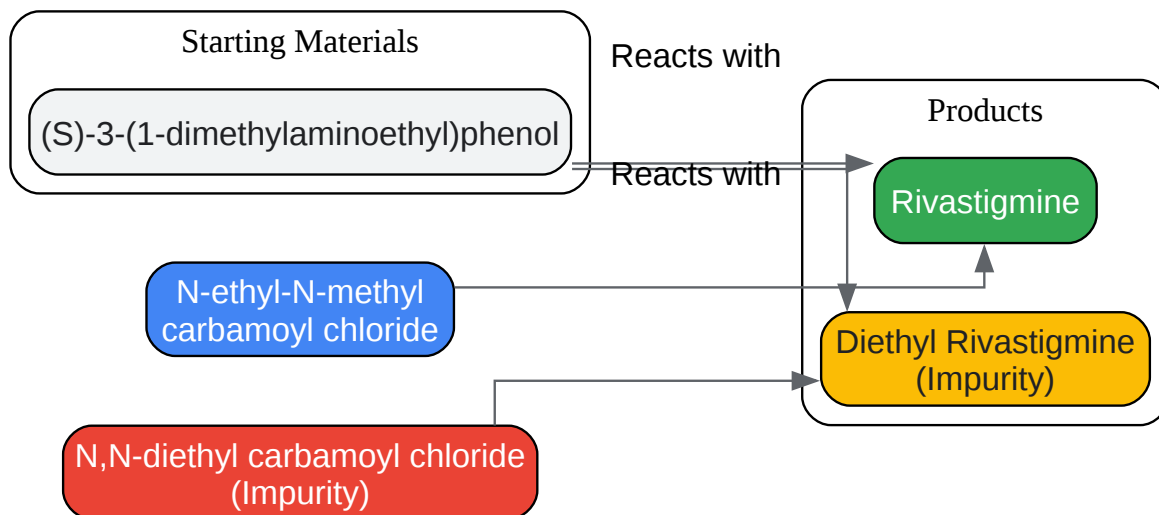 Starting Materials
Reacts with
(S)-3-(1-dimethylaminoethyl)phenol
Products
Reacts with
Rivastigmine
N-ethyl-N-methyl
carbamoyl chloride
Diethyl Rivastigmine
(Impurity)
N,N-diethyl carbamoyl chloride
(Impurity)